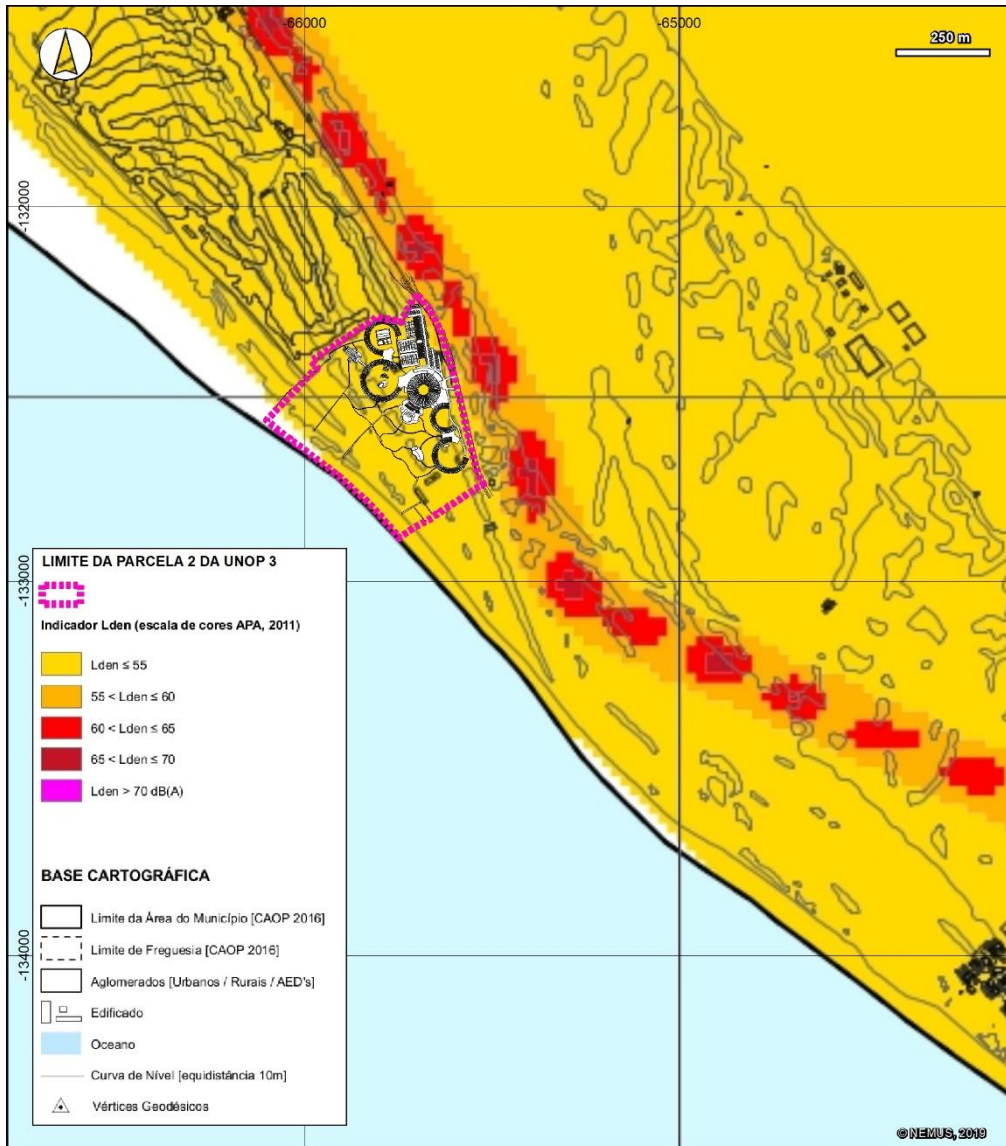 -66000
-65000
250 m
-132000
-133000
-134000
LIMITE DA PARCELA 2 DA UNOP 3
Indicador Lden (escala de cores APA, 2011)
Lden ≤ 55
55 < Lden ≤ 60
60 < Lden ≤ 65
65 < Lden ≤ 70
Lden > 70 dB(A)
BASE CARTOGRÁFICA
Limite da Área do Município [CAOP 2016]
Limite de Freguesia [CAOP 2016]
Aglomerados [Urbanos / Rurais / AED's]
Edificado
Oceano
Curva de Nível [equidistância 10m]
Vértices Geodésicos
© NEMUS, 2019